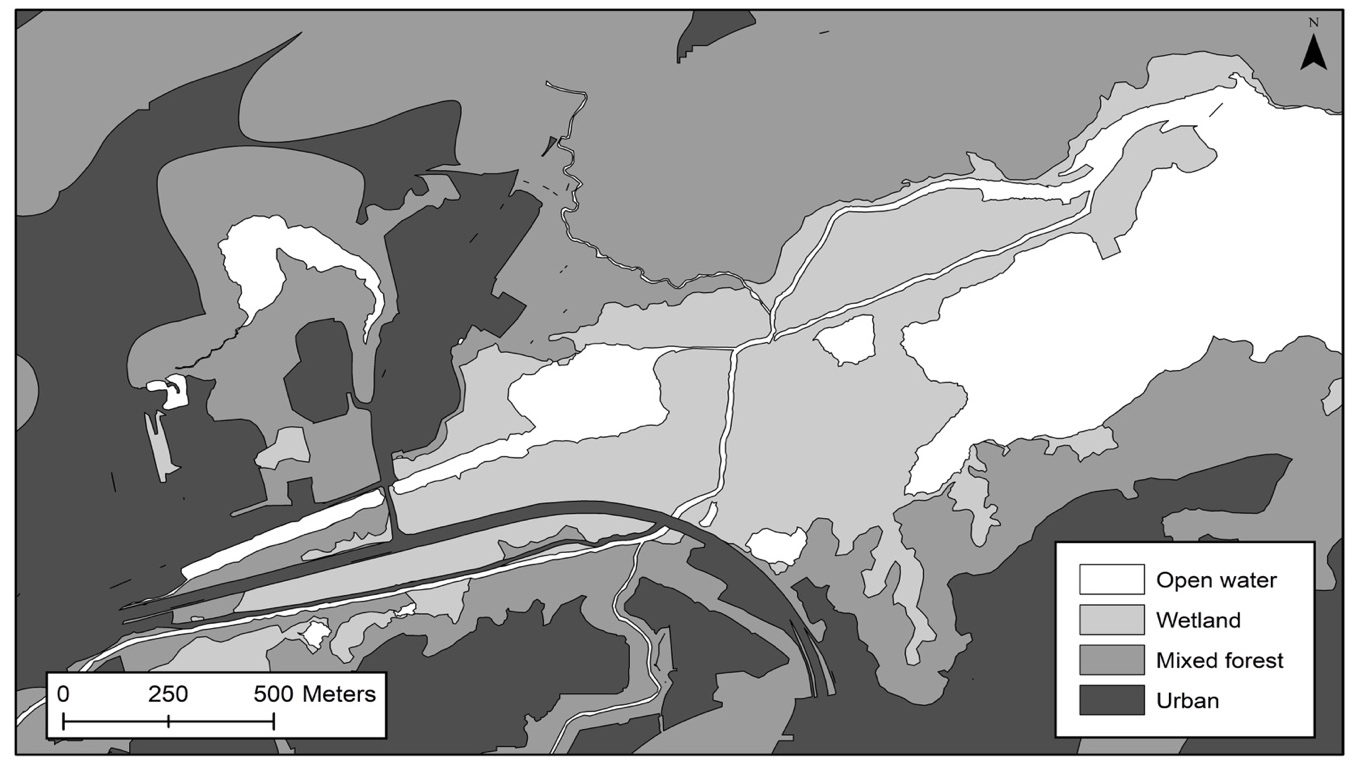 N
Open water
Wetland
Mixed forest
Urban
0 250 500 Meters